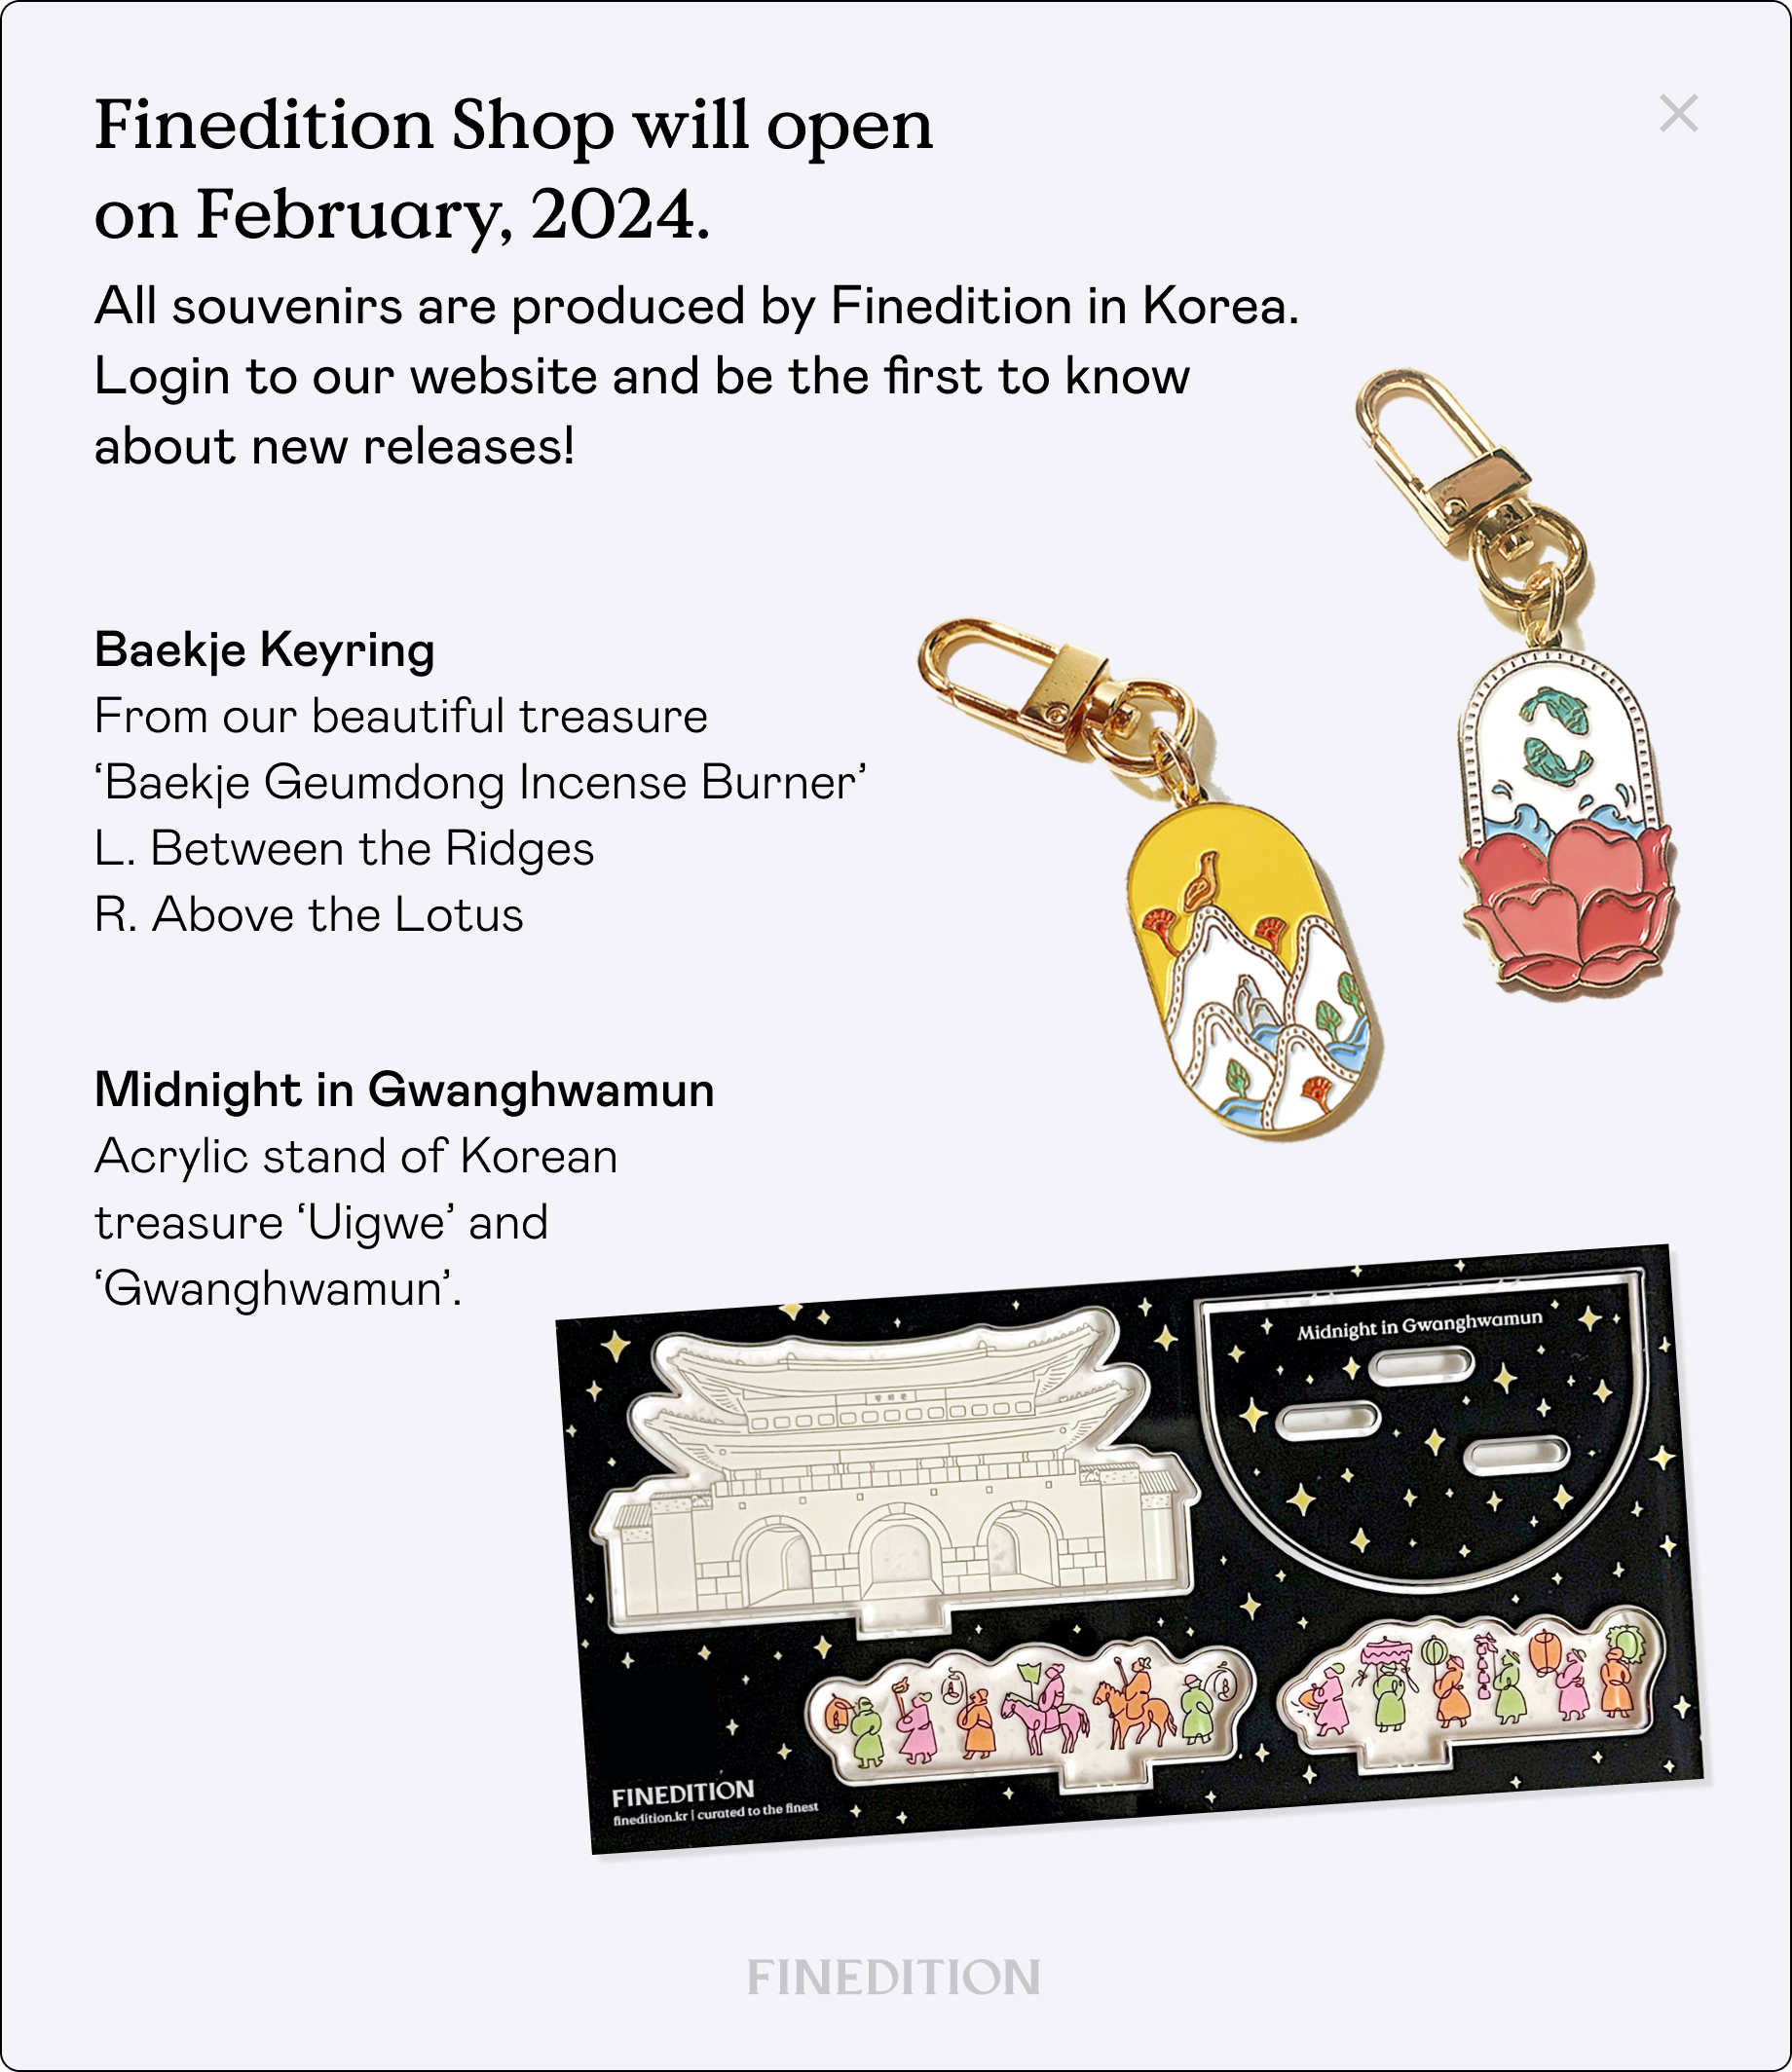 Finedition Shop will open
on February, 2024.
All souvenirs are produced by Finedition in Korea.
Login to our website and be the first to know
about new releases!
Baekje Keyring
From our beautiful treasure
‘Baekje Geumdong Incense Burner’
L. Between the Ridges
R. Above the Lotus
Midnight in Gwanghwamun
Acrylic stand of Korean
treasure ‘Uigwe’ and
‘Gwanghwamun’.
Midnight in Gwanghwamun
FINEDITION
finedition.kr | curated to the finest
FINEDITION